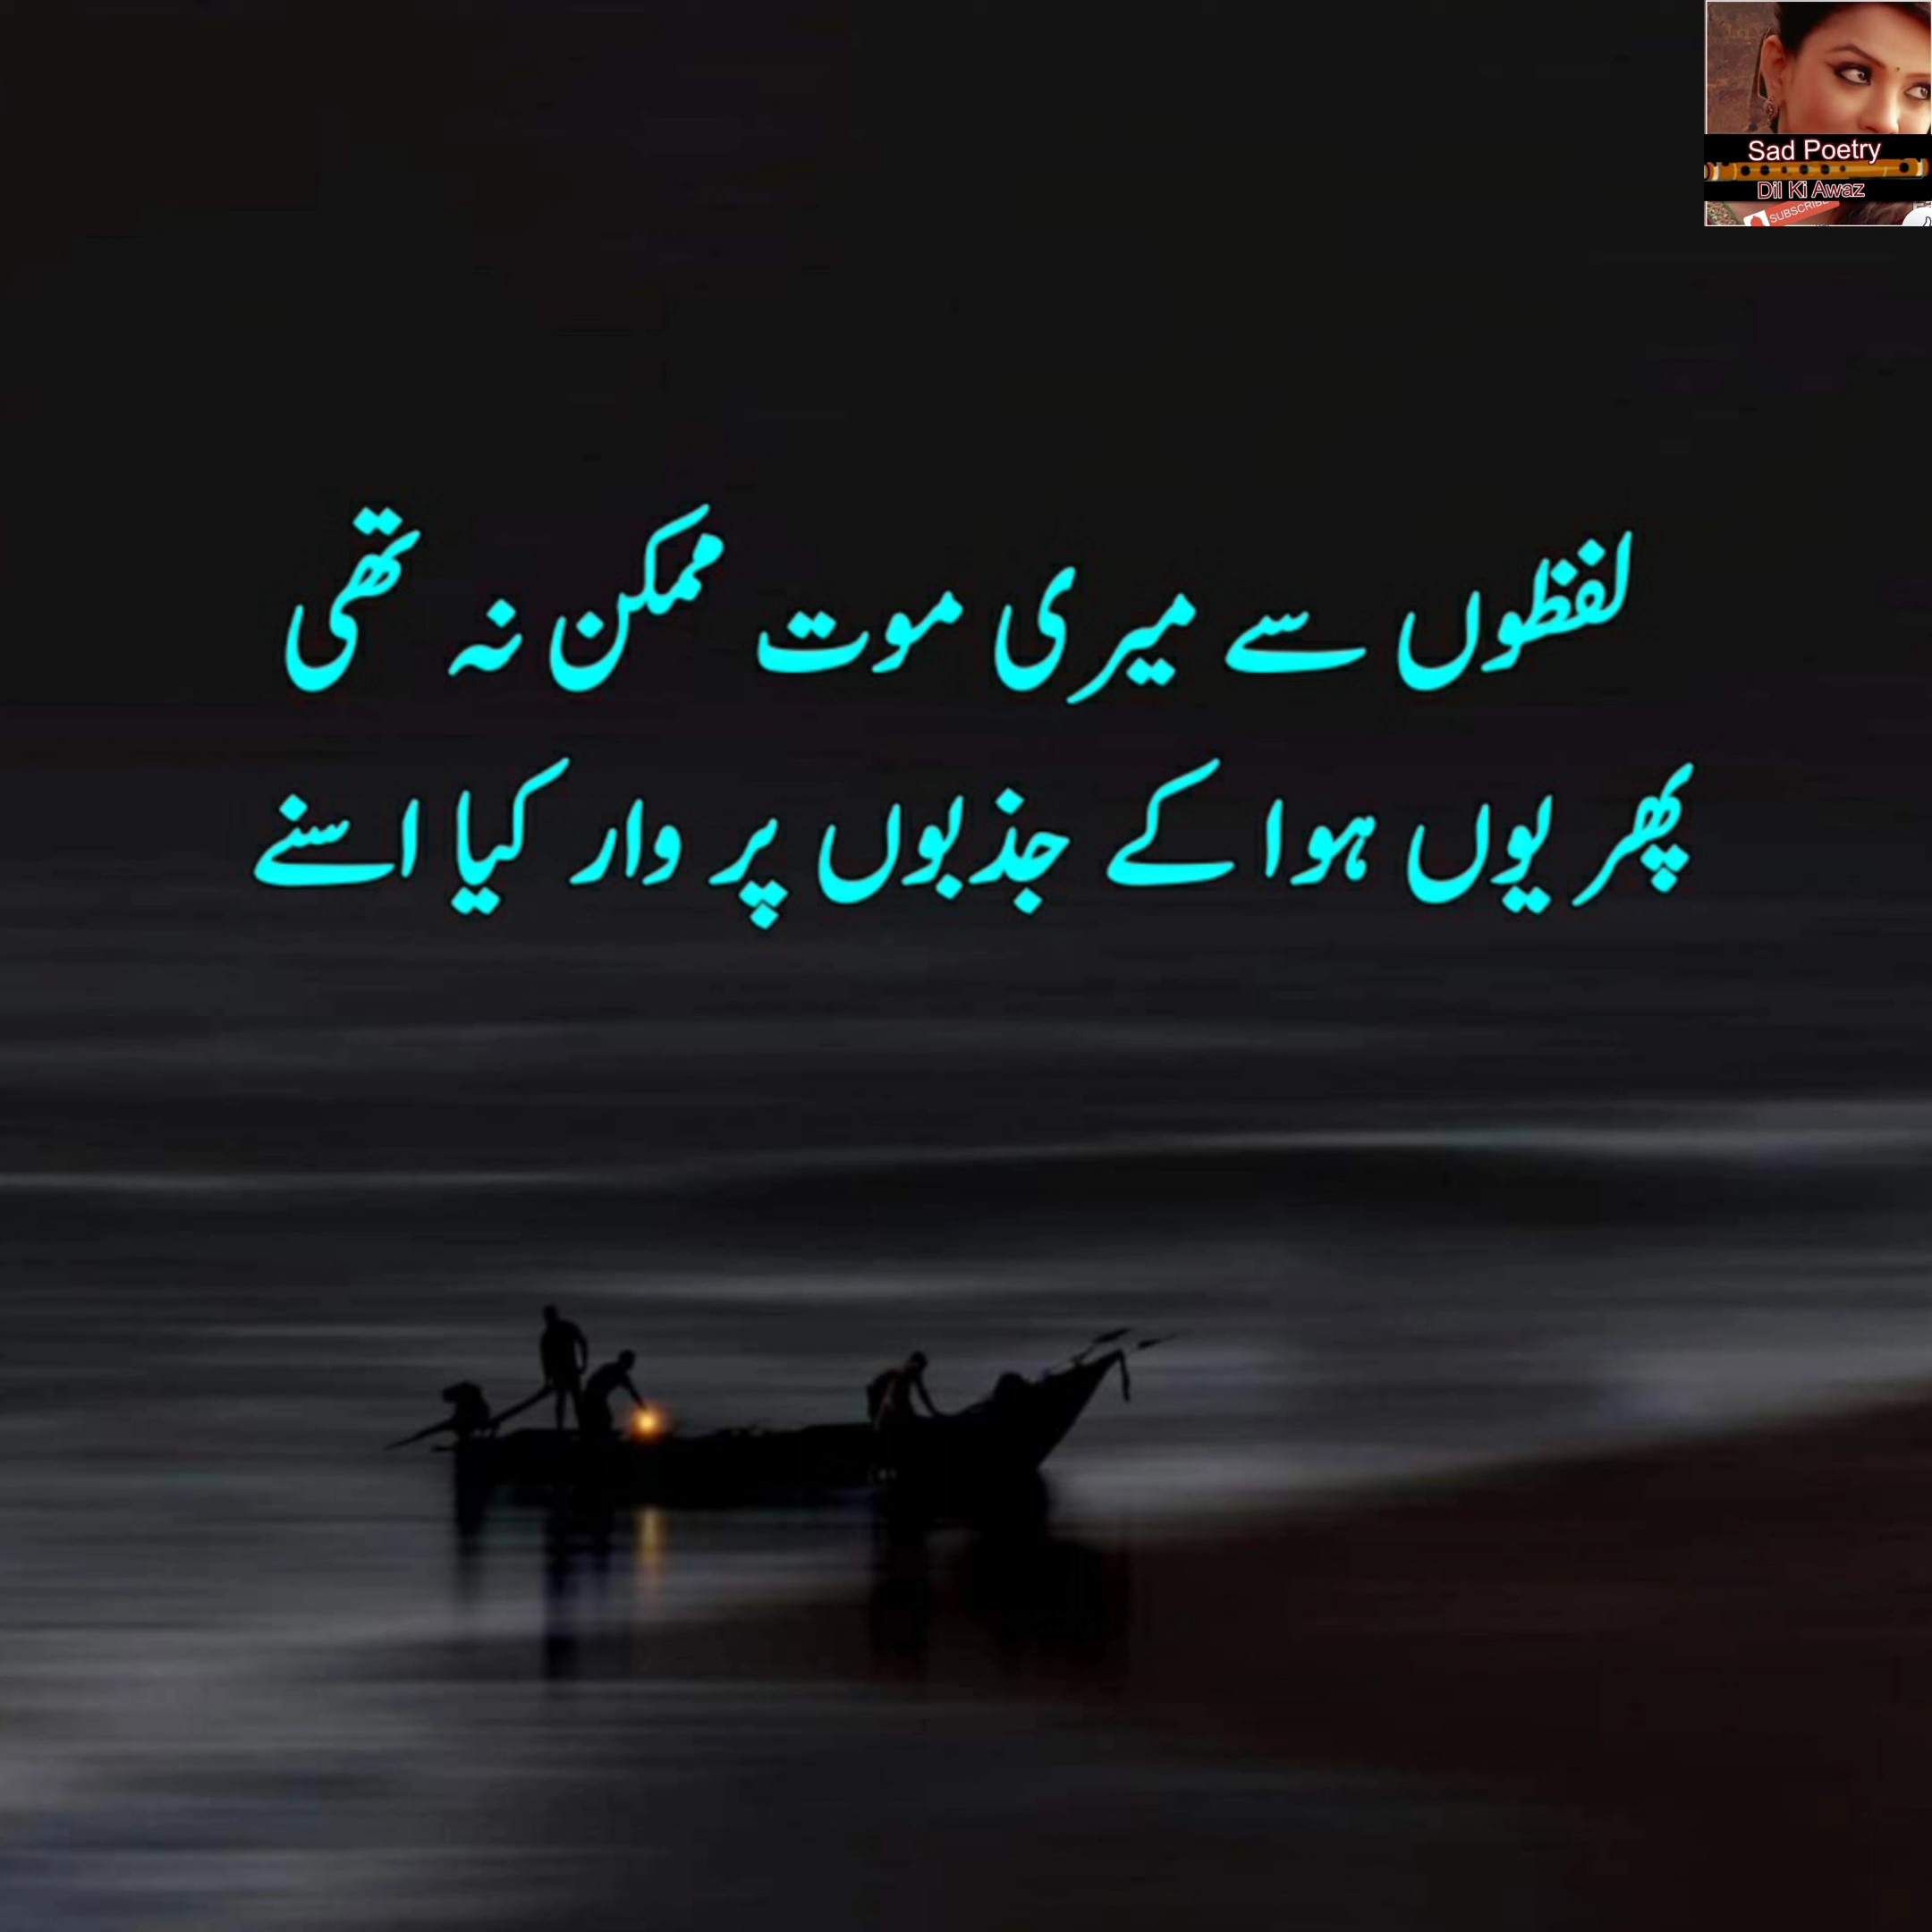 Sad Poetry
Dil Ki Awaz
SUBSCRIBE
لفظوں سے میری موت ممکن نہ تھی
پھر یوں ہوا کے جذبوں پر وار کیا اسنے